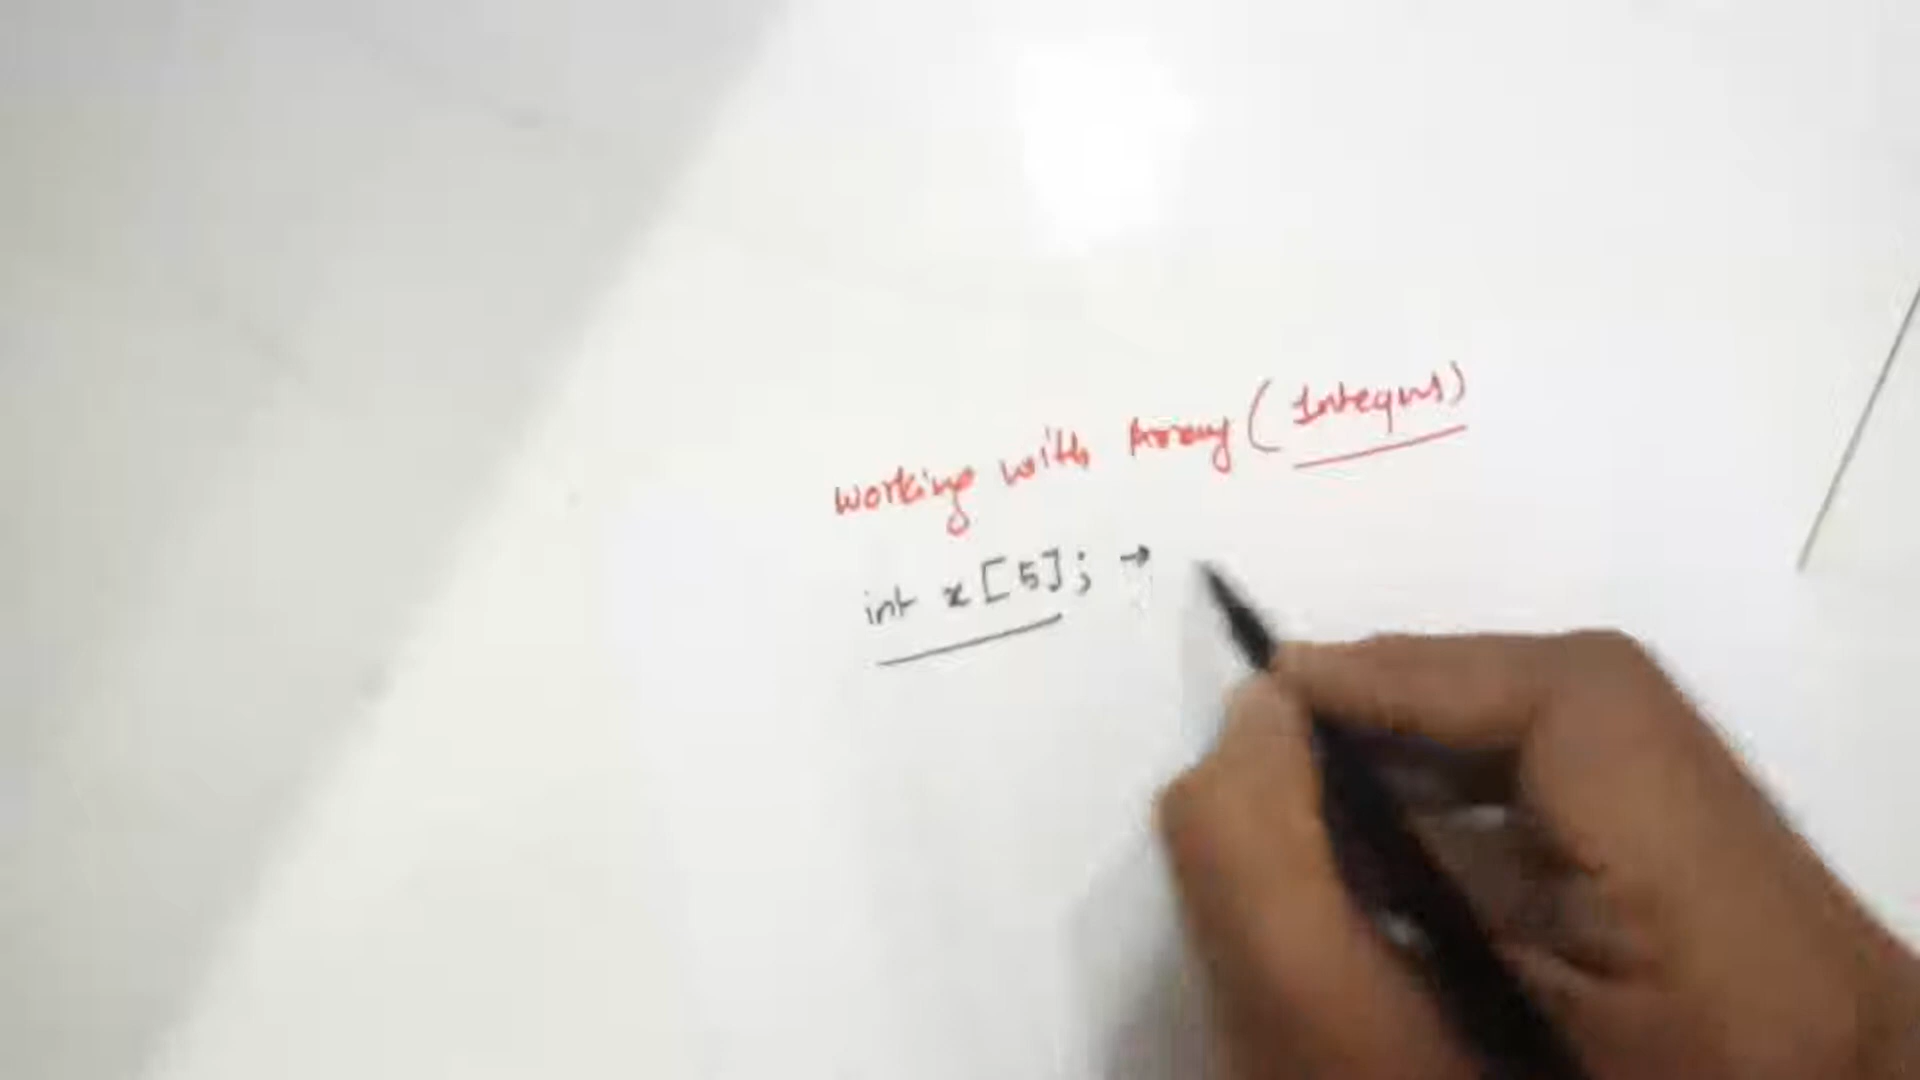 working with Array (Integers)
int x[5]; →